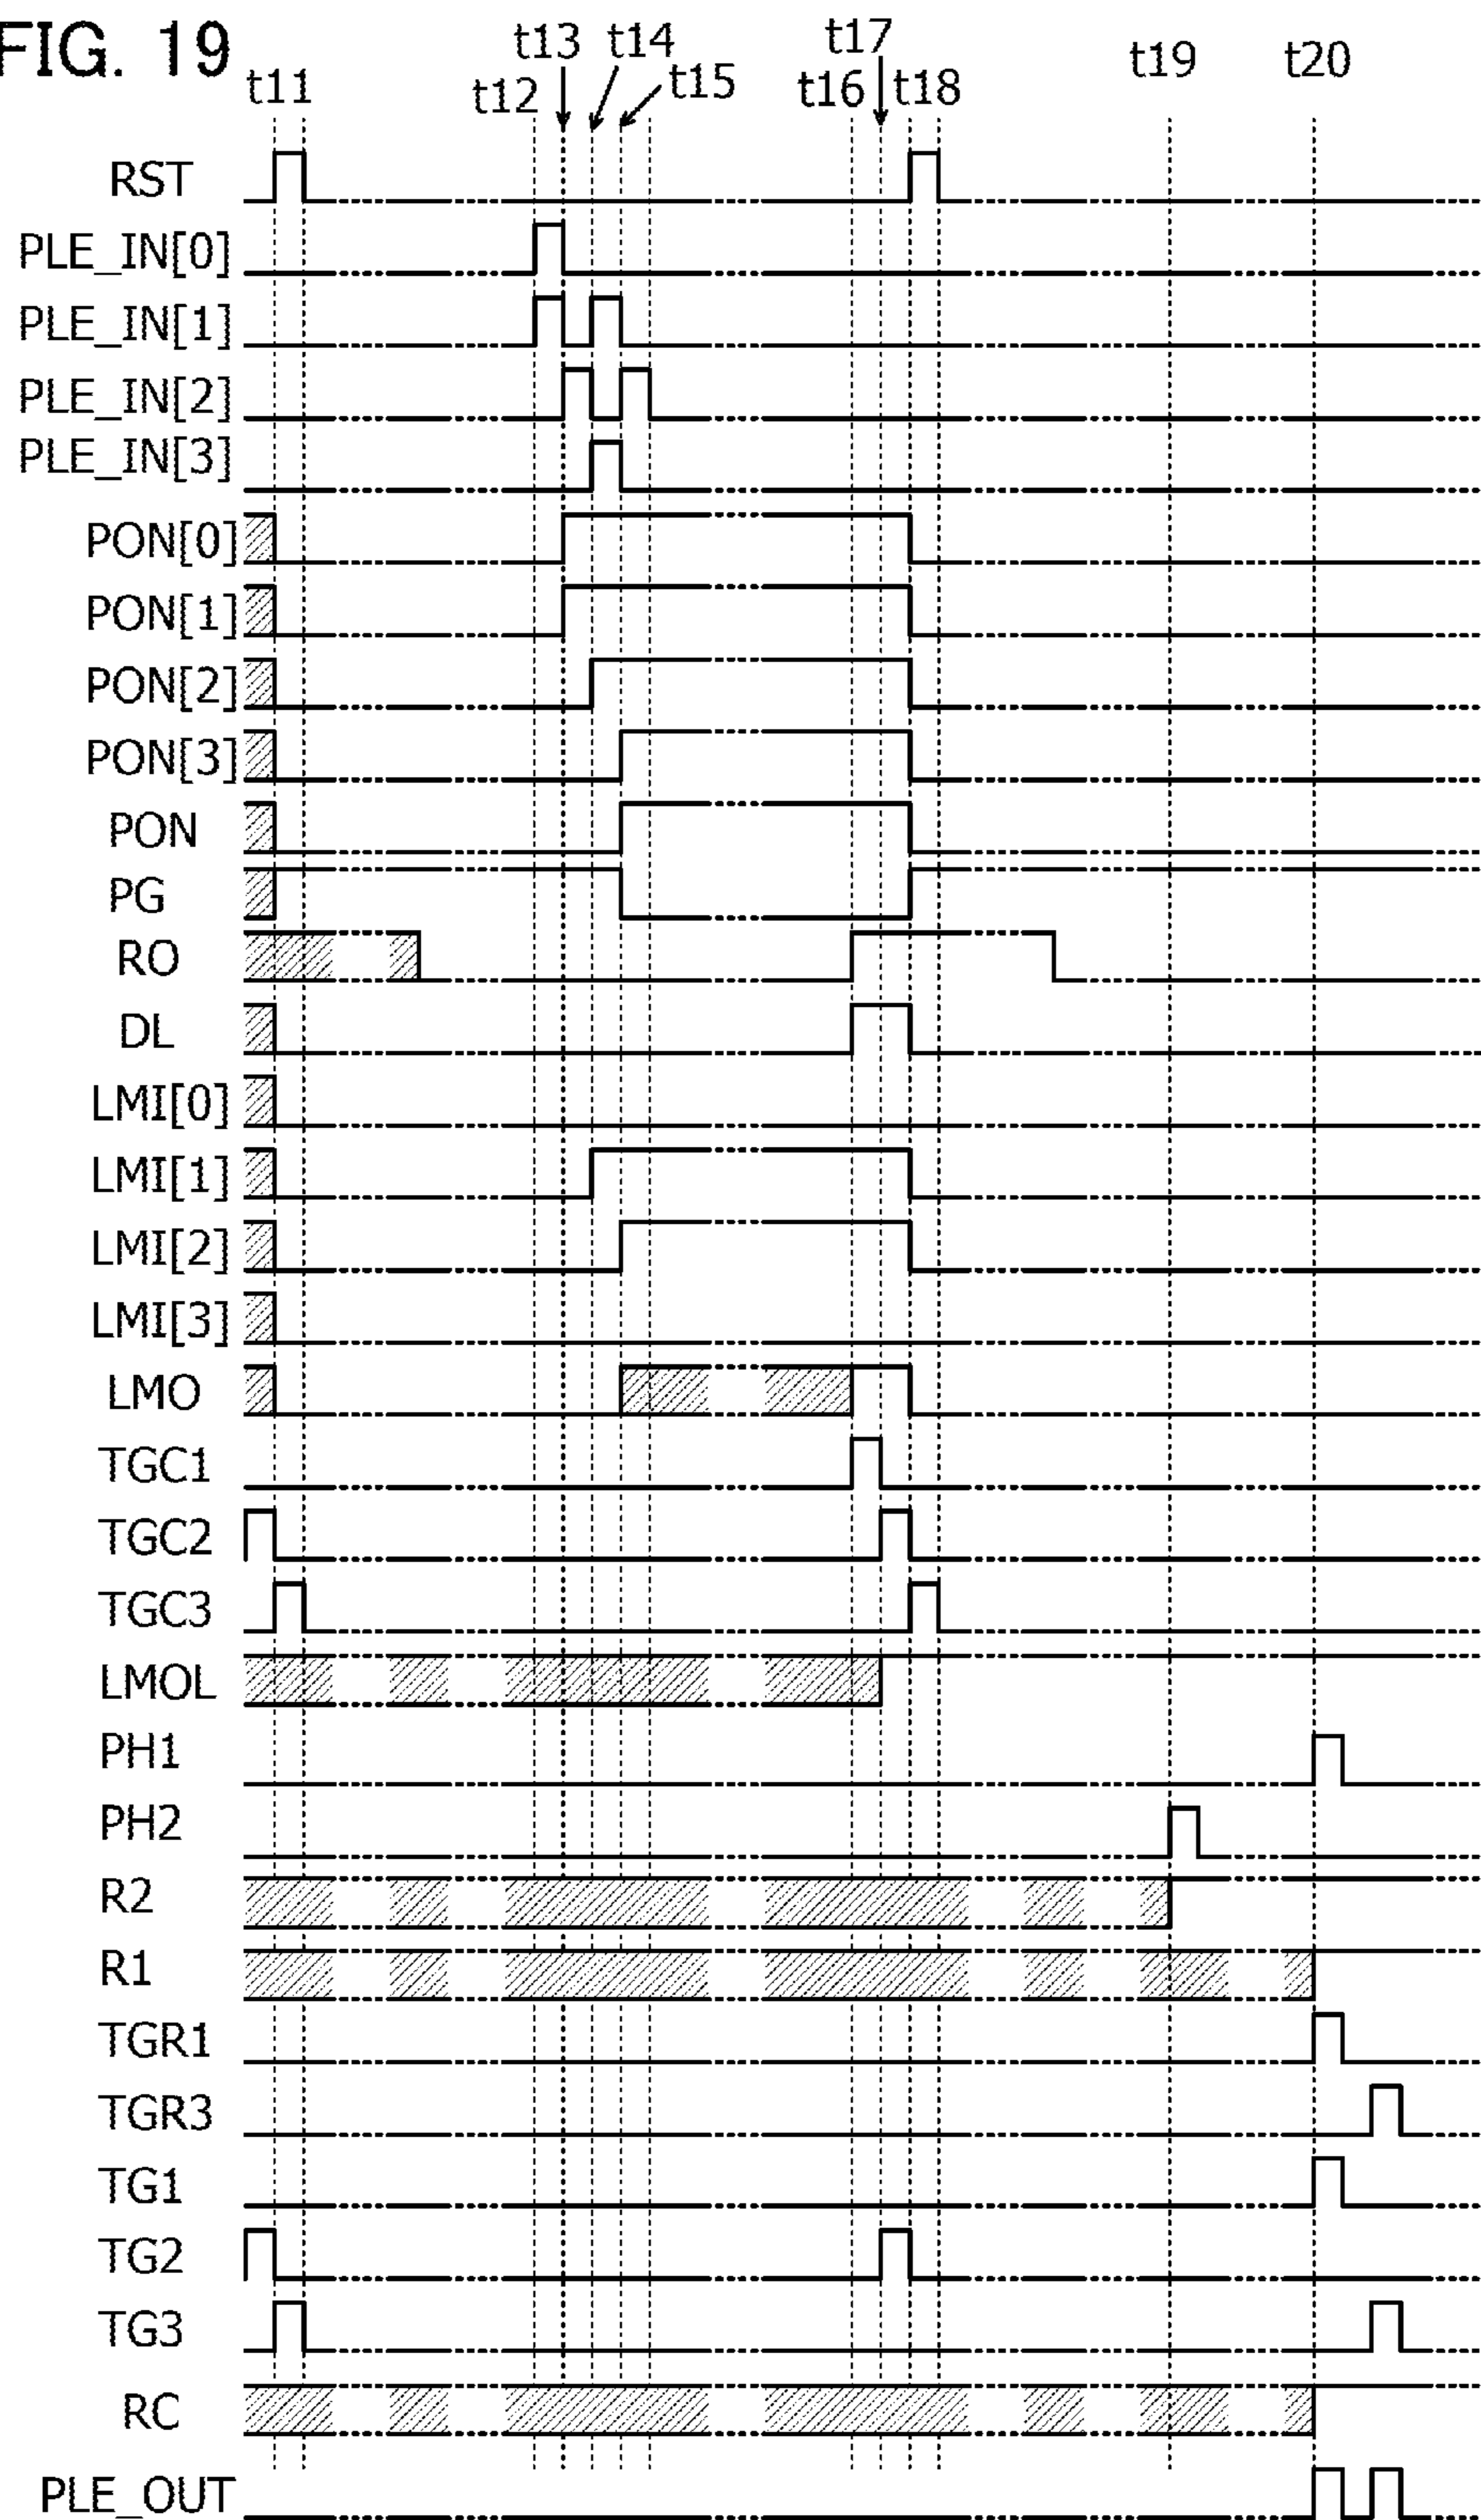 FIG. 19
t11
t12
t13
t14
t15
t16
t17
t18
t19
t20
RST
PLE_IN[0]
PLE_IN[1]
PLE_IN[2]
PLE_IN[3]
PON[0]
PON[1]
PON[2]
PON[3]
PON
PG
RO
DL
LMI[0]
LMI[1]
LMI[2]
LMI[3]
LMO
TGC1
TGC2
TGC3
LMOL
PH1
PH2
R2
R1
TGR1
TGR3
TG1
TG2
TG3
RC
PLE_OUT